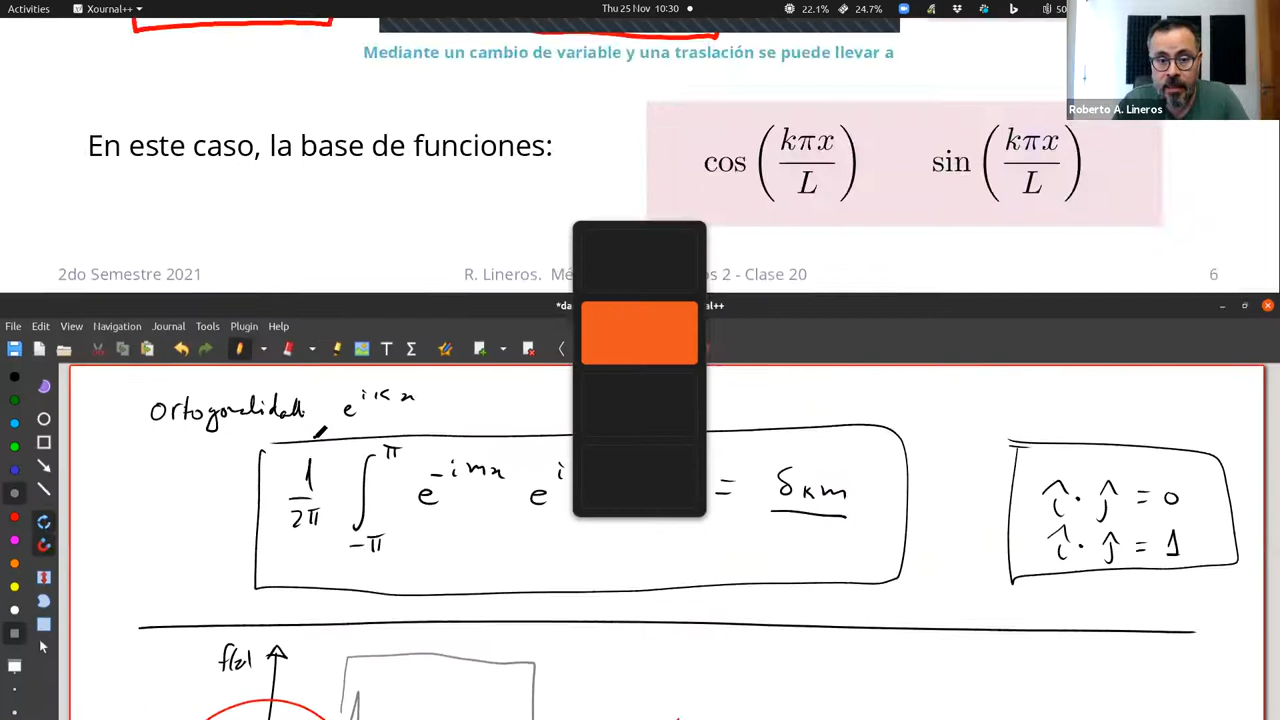 Activities Xournal++ Thu 25 Nov 10:30 22.1% 24.7%
Mediante un cambio de variable y una traslación se puede llevar a
Roberto A. Lineros
En este caso, la base de funciones:
cos (kπx/L) sin (kπx/L)
2do Semestre 2021 R. Lineros. s 2 - Clase 20 6
File Edit View Navigation Journal Tools Plugin Help
Ortogonalidad e^{ikx}
1/2π ∫_{-π}^{π} e^{-imx} e^{i = δkm
î · ĵ = 0
î · ĵ = 1
f(x)